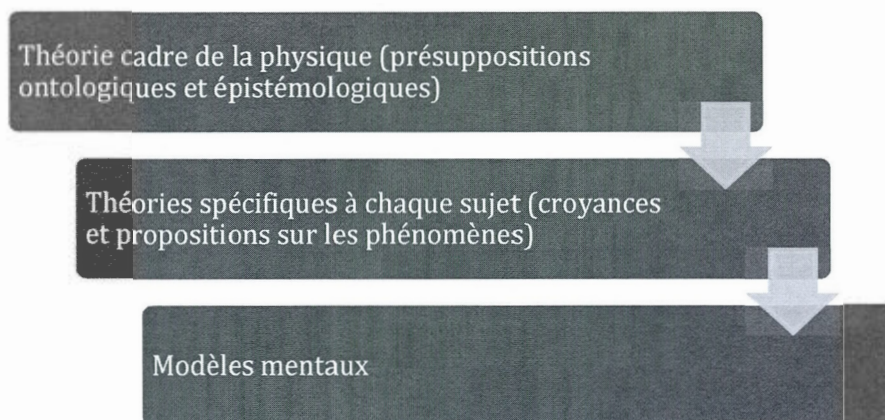 Théorie cadre de la physique (présuppositions
ontologiques et épistémologiques)
Théories spécifiques à chaque sujet (croyances
et propositions sur les phénomènes)
Modèles mentaux